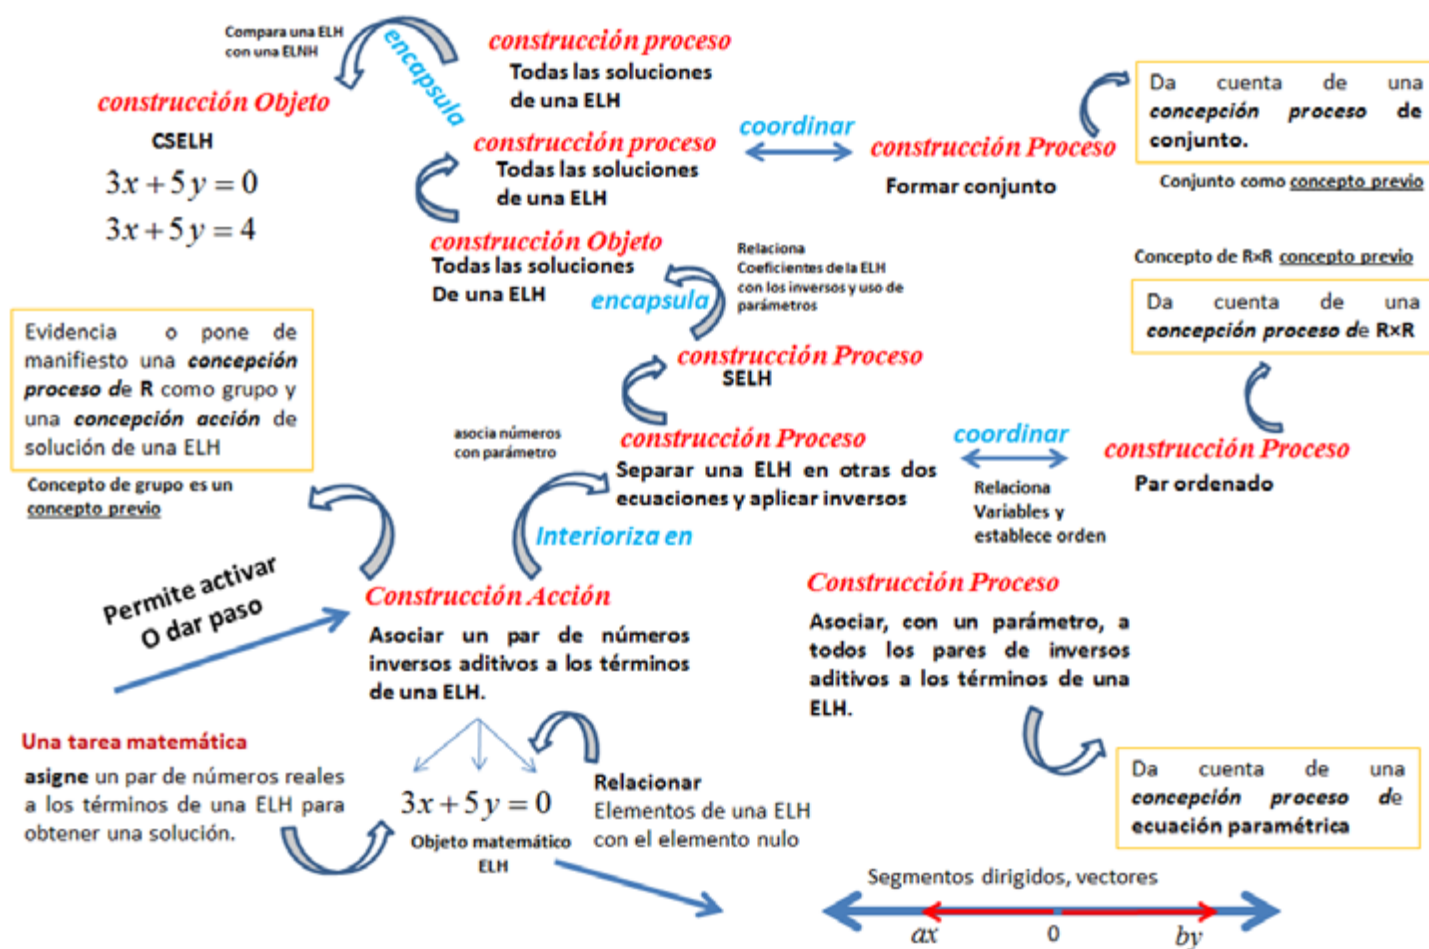 Compara una ELH
con una ELNH
encapsula
construcción proceso
Todas las soluciones
de una ELH
construcción Objeto
CSELH
3x + 5y = 0
3x + 5y = 4
construcción proceso
Todas las soluciones
de una ELH
coordinar
construcción Proceso
Formar conjunto
Da cuenta de una
concepción proceso de
conjunto.
Conjunto como concepto previo
construcción Objeto
Todas las soluciones
De una ELH
encapsula
Relaciona
Coeficientes de la ELH
con los inversos y uso de
parámetros
Concepto de R×R concepto previo
Da cuenta de una
concepción proceso de R×R
Evidencia o pone de
manifiesto una concepción
proceso de R como grupo y
una concepción acción de
solución de una ELH
Concepto de grupo es un
concepto previo
construcción Proceso
SELH
asocia números
con parámetro
construcción Proceso
Separar una ELH en otras dos
ecuaciones y aplicar inversos
coordinar
Relaciona
Variables y
establece orden
construcción Proceso
Par ordenado
Interioriza en
Permite activar
O dar paso
Construcción Acción
Asociar un par de números
inversos aditivos a los términos
de una ELH.
Construcción Proceso
Asociar, con un parámetro, a
todos los pares de inversos
aditivos a los términos de una
ELH.
Una tarea matemática
asigne un par de números reales
a los términos de una ELH para
obtener una solución.
3x + 5y = 0
Objeto matemático
ELH
Relacionar
Elementos de una ELH
con el elemento nulo
Da cuenta de una
concepción proceso de
ecuación paramétrica
Segmentos dirigidos, vectores
ax 0 by